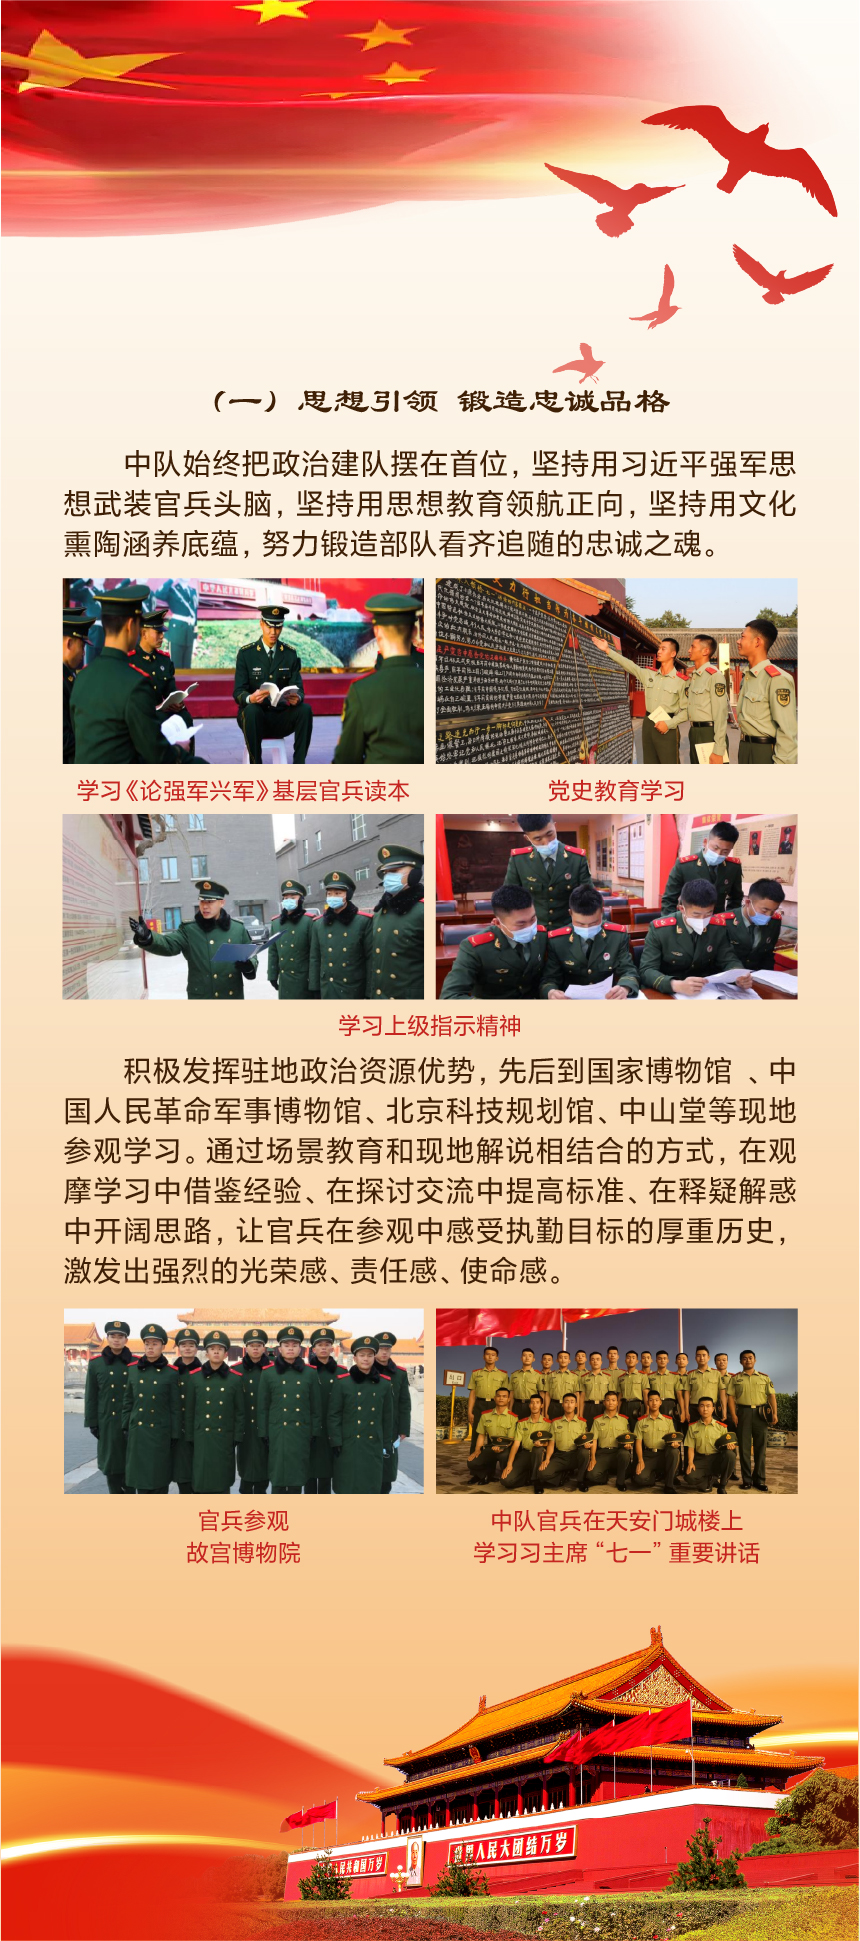 （一）思想引领 锻造忠诚品格
中队始终把政治建队摆在首位，坚持用习近平强军思
想武装官兵头脑，坚持用思想教育领航正向，坚持用文化
熏陶涵养底蕴，努力锻造部队看齐追随的忠诚之魂。
学习《论强军兴军》基层官兵读本
党史教育学习
学习上级指示精神
积极发挥驻地政治资源优势，先后到国家博物馆 、中
国人民革命军事博物馆、北京科技规划馆、中山堂等现地
参观学习。通过场景教育和现地解说相结合的方式，在观
摩学习中借鉴经验、在探讨交流中提高标准、在释疑解惑
中开阔思路，让官兵在参观中感受执勤目标的厚重历史，
激发出强烈的光荣感、责任感、使命感。
出口
官兵参观
故宫博物院
中队官兵在天安门城楼上
学习习主席“七一”重要讲话
民共和国万岁
界人民大团结万岁